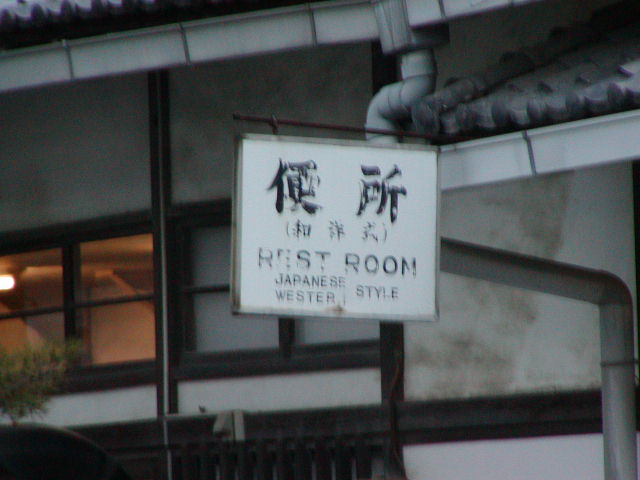 便所
(和洋式)
REST ROOM
JAPANESE
WESTERN STYLE